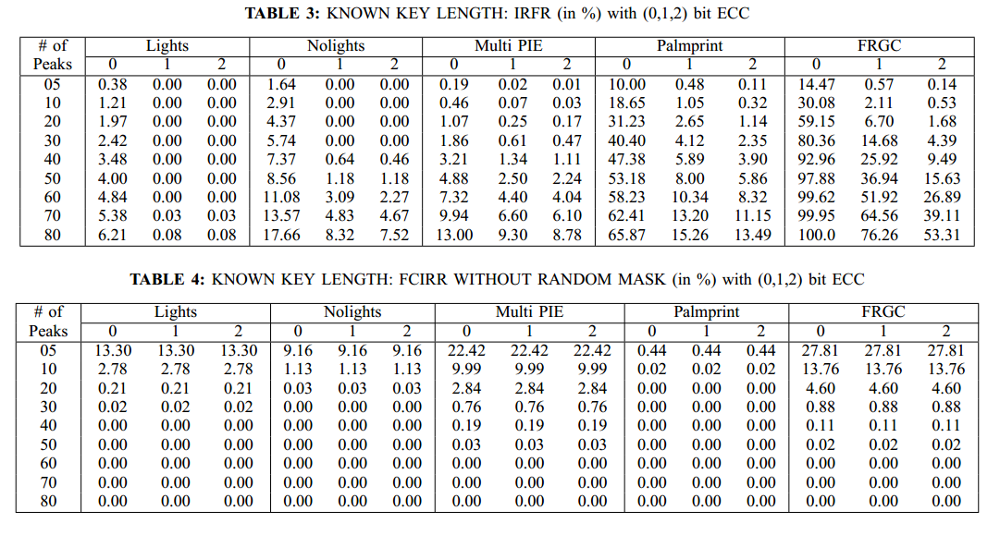 TABLE 3: KNOWN KEY LENGTH: IRFR (in %) with (0,1,2) bit ECC
# of Lights Nolights Multi PIE Palmprint FRGC
Peaks 0 1 2 0 1 2 0 1 2 0 1 2 0 1 2
05 0.38 0.00 0.00 1.64 0.00 0.00 0.19 0.02 0.01 10.00 0.48 0.11 14.47 0.57 0.14
10 1.21 0.00 0.00 2.91 0.00 0.00 0.46 0.07 0.03 18.65 1.05 0.32 30.08 2.11 0.53
20 1.97 0.00 0.00 4.37 0.00 0.00 1.07 0.25 0.17 31.23 2.65 1.14 59.15 6.70 1.68
30 2.42 0.00 0.00 5.74 0.00 0.00 1.86 0.61 0.47 40.40 4.12 2.35 80.36 14.68 4.39
40 3.48 0.00 0.00 7.37 0.64 0.46 3.21 1.34 1.11 47.38 5.89 3.90 92.96 25.92 9.49
50 4.00 0.00 0.00 8.56 1.18 1.18 4.88 2.50 2.24 53.18 8.00 5.86 97.88 36.94 15.63
60 4.84 0.00 0.00 11.08 3.09 2.27 7.32 4.40 4.04 58.23 10.34 8.32 99.62 51.92 26.89
70 5.38 0.03 0.03 13.57 4.83 4.67 9.94 6.60 6.10 62.41 13.20 11.15 99.95 64.56 39.11
80 6.21 0.08 0.08 17.66 8.32 7.52 13.00 9.30 8.78 65.87 15.26 13.49 100.0 76.26 53.31
TABLE 4: KNOWN KEY LENGTH: FCIRR WITHOUT RANDOM MASK (in %) with (0,1,2) bit ECC
# of Lights Nolights Multi PIE Palmprint FRGC
Peaks 0 1 2 0 1 2 0 1 2 0 1 2 0 1 2
05 13.30 13.30 13.30 9.16 9.16 9.16 22.42 22.42 22.42 0.44 0.44 0.44 27.81 27.81 27.81
10 2.78 2.78 2.78 1.13 1.13 1.13 9.99 9.99 9.99 0.02 0.02 0.02 13.76 13.76 13.76
20 0.21 0.21 0.21 0.03 0.03 0.03 2.84 2.84 2.84 0.00 0.00 0.00 4.60 4.60 4.60
30 0.02 0.02 0.02 0.00 0.00 0.00 0.76 0.76 0.76 0.00 0.00 0.00 0.88 0.88 0.88
40 0.00 0.00 0.00 0.00 0.00 0.00 0.19 0.19 0.19 0.00 0.00 0.00 0.11 0.11 0.11
50 0.00 0.00 0.00 0.00 0.00 0.00 0.03 0.03 0.03 0.00 0.00 0.00 0.02 0.02 0.02
60 0.00 0.00 0.00 0.00 0.00 0.00 0.00 0.00 0.00 0.00 0.00 0.00 0.00 0.00 0.00
70 0.00 0.00 0.00 0.00 0.00 0.00 0.00 0.00 0.00 0.00 0.00 0.00 0.00 0.00 0.00
80 0.00 0.00 0.00 0.00 0.00 0.00 0.00 0.00 0.00 0.00 0.00 0.00 0.00 0.00 0.00